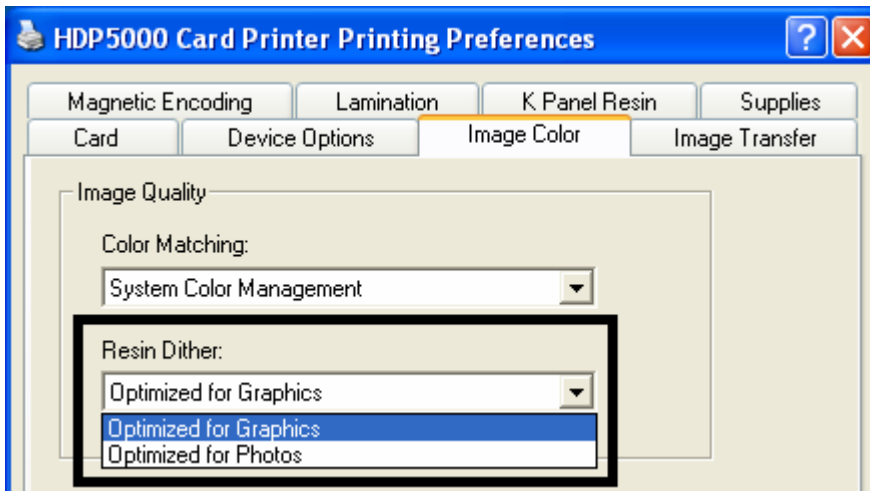 HDP5000 Card Printer Printing Preferences
Magnetic Encoding Lamination K Panel Resin Supplies
Card Device Options Image Color Image Transfer
Image Quality
Color Matching:
System Color Management
Resin Dither:
Optimized for Graphics
Optimized for Graphics
Optimized for Photos